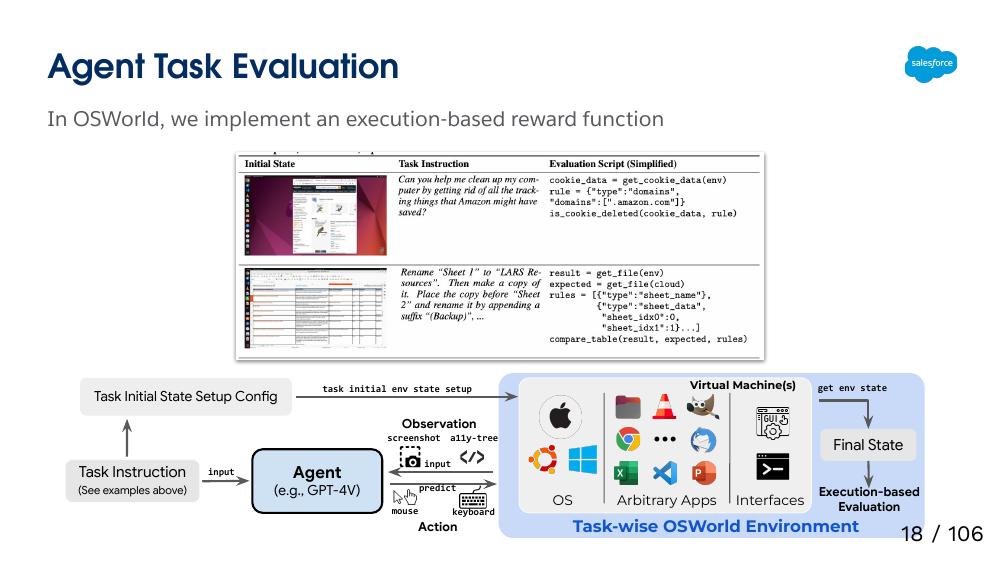 Agent Task Evaluation
salesforce
In OSWorld, we implement an execution-based reward function
Initial State
Task Instruction
Evaluation Script (Simplified)
Can you help me clean up my com-
puter by getting rid of all the track-
ing things that Amazon might have
saved?
cookie_data = get_cookie_data(env)
rule = {"type":"domains",
"domains":[".amazon.com"]}
is_cookie_deleted(cookie_data, rule)
Rename "Sheet 1" to "LARS Re-
sources". Then make a copy of
it. Place the copy before "Sheet
2" and rename it by appending a
suffix "(Backup)", ...
result = get_file(env)
expected = get_file(cloud)
rules = [{"type":"sheet_name"},
{"type":"sheet_data",
"sheet_idx0":0,
"sheet_idx1":1}...]
compare_table(result, expected, rules)
Task Initial State Setup Config
task initial env state setup
Virtual Machine(s)
get env state
Observation
screenshot a11y-tree
GUI
Final State
Task Instruction
(See examples above)
input
Agent
(e.g., GPT-4V)
input
predict
mouse
keyboard
Action
OS
Arbitrary Apps
Interfaces
Execution-based
Evaluation
Task-wise OSWorld Environment
18 / 106